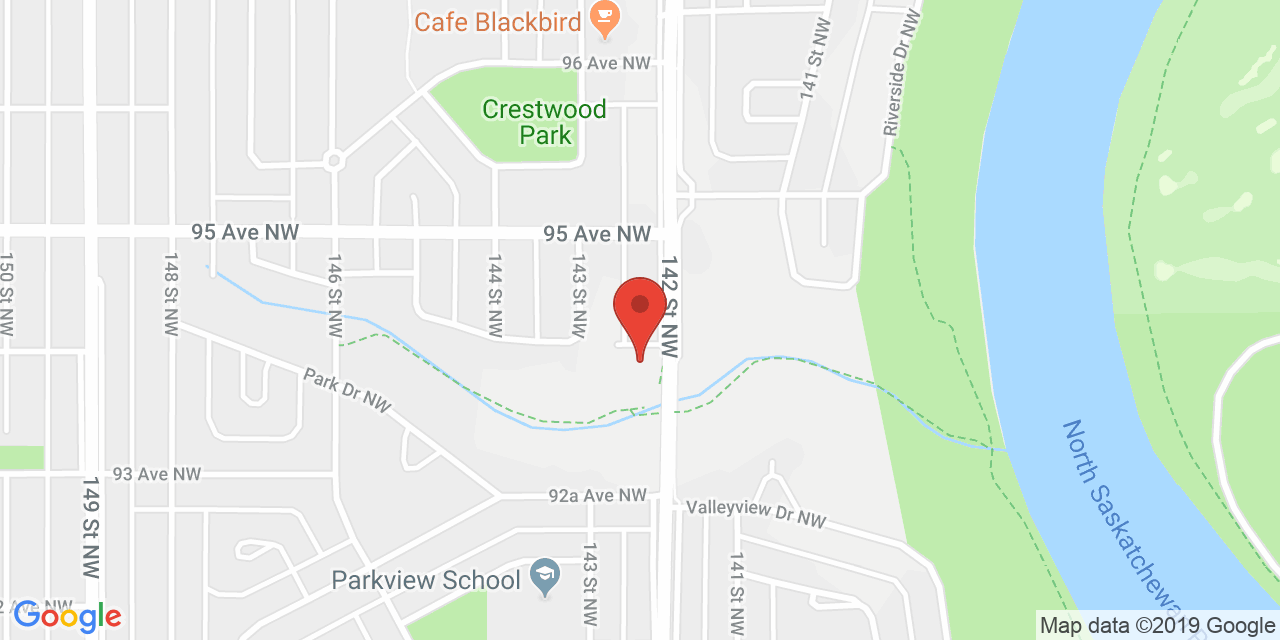 Cafe Blackbird
96 Ave NW
141 St NW
Riverside Dr NW
Crestwood
Park
95 Ave NW
95 Ave NW
150 St NW
148 St NW
146 St NW
144 St NW
143 St NW
142 St NW
Park Dr NW
93 Ave NW
149 St NW
92a Ave NW
Valleyview Dr NW
North Saskatchewa
Parkview School
143 St NW
141 St NW
2 Ave NW
Google
Map data ©2019 Google